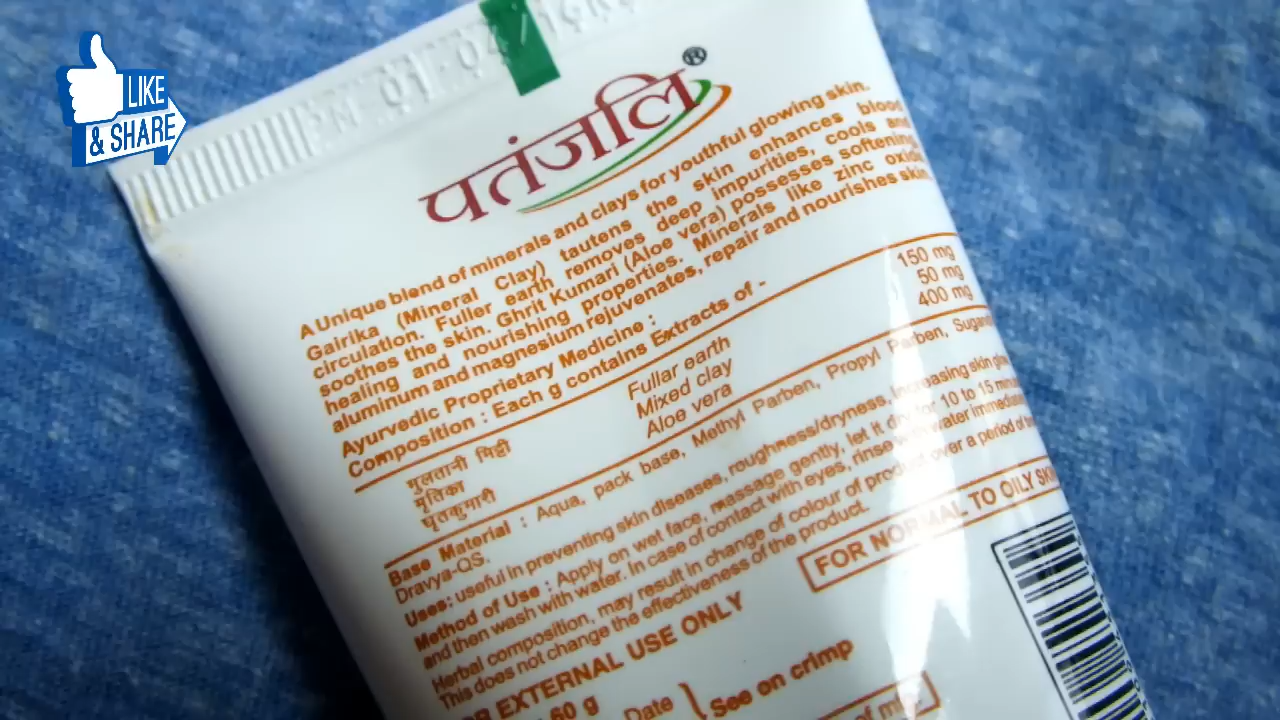 LIKE
& SHARE
पतंजलि®
A Unique blend of minerals and clays for youthful glowing skin.
Gairika (Mineral Clay) tautens the skin enhances blood
circulation. Fuller earth removes deep impurities, cools and
soothes the skin. Ghrit Kumari (Aloe vera) possesses softening,
healing and nourishing properties. Minerals like zinc oxide
aluminum and magnesium rejuvenates, repair and nourishes skin
Ayurvedic Proprietary Medicine :
Composition : Each g contains Extracts of -
मुलतानी मिट्टी Fullar earth 150 mg
मृतिका Mixed clay 50 mg
घृतकुमारी Aloe vera 400 mg
Base Material : Aqua, pack base, Methyl Parben, Propyl Parben,
Dravya-QS.
Uses: useful in preventing skin diseases, roughness/dryness, increasing skin
Method of Use : Apply on wet face, massage gently, let it dry for 10 to 15
and then wash with water. In case of contact with eyes, rinse with water
Herbal composition, may result in change of colour of product over a period of
This does not change the effectiveness of the product.
FOR NORMAL TO OILY SKIN
EXTERNAL USE ONLY
60 g
Date } See on crimp
of